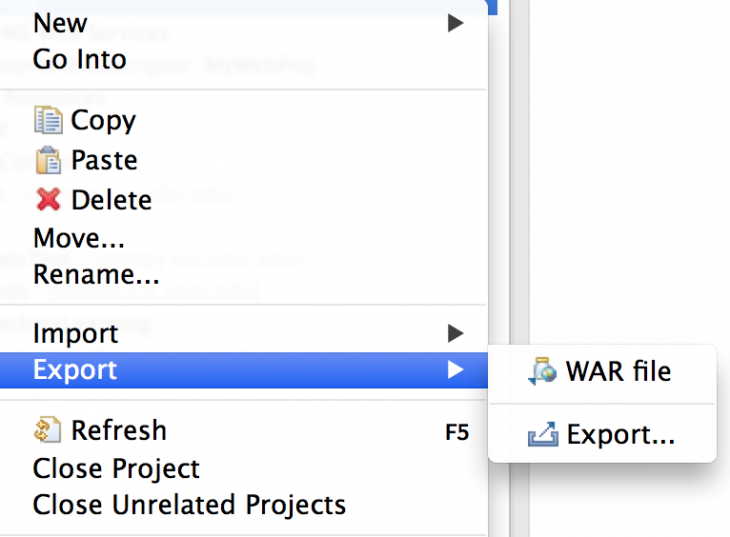 New
Go Into
Copy
Paste
Delete
Move...
Rename...
Import
Export
WAR file
Export...
Refresh F5
Close Project
Close Unrelated Projects